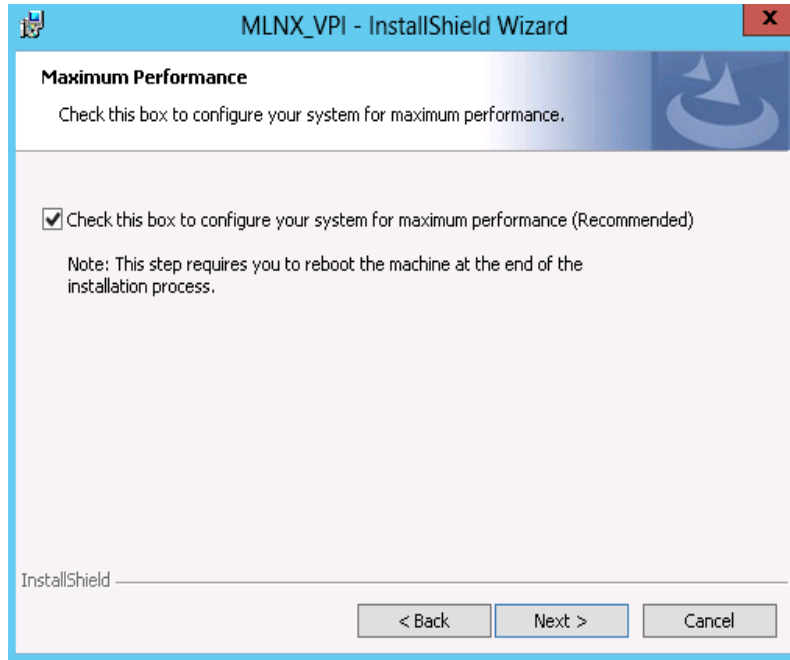 MLNX_VPI - InstallShield Wizard
x
Maximum Performance
Check this box to configure your system for maximum performance.
Check this box to configure your system for maximum performance (Recommended)
Note: This step requires you to reboot the machine at the end of the
installation process.
InstallShield
< Back Next > Cancel